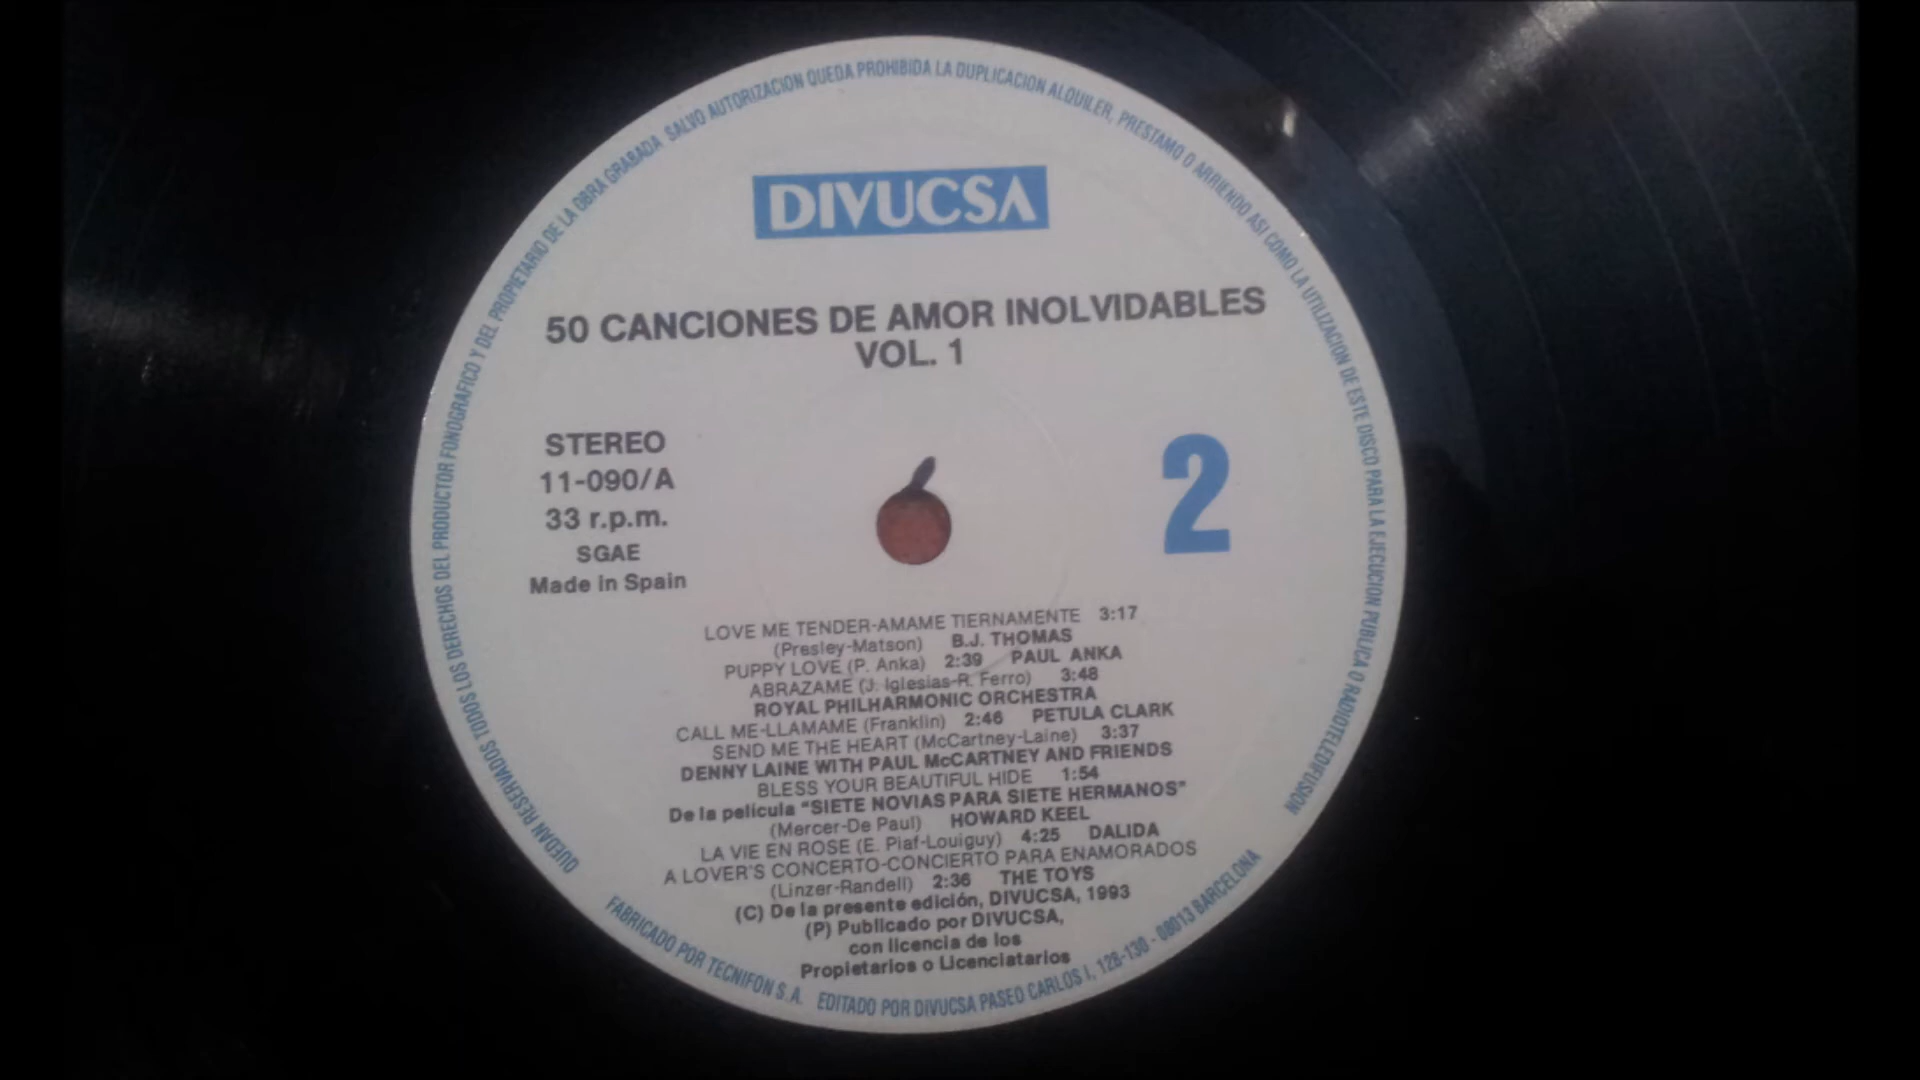 QUEDAN RESERVADOS TODOS LOS DERECHOS DEL PRODUCTOR FONOGRAFICO Y DEL PROPIETARIO DE LA OBRA GRABADA. SALVO AUTORIZACION QUEDA PROHIBIDA LA DUPLICACION ALQUILER, PRESTAMO O ARRIENDO ASI COMO LA UTILIZACION DE ESTE DISCO PARA LA EJECUCION PUBLICA O RADIOTELEDIFUSION
DIVUCSA
50 CANCIONES DE AMOR INOLVIDABLES
VOL. 1
STEREO
11-090/A
33 r.p.m.
SGAE
Made in Spain
2
LOVE ME TENDER-AMAME TIERNAMENTE 3:17
(Presley-Matson) B.J. THOMAS
PUPPY LOVE (P. Anka) 2:39 PAUL ANKA
ABRAZAME (J. Iglesias-R. Ferro) 3:48
ROYAL PHILHARMONIC ORCHESTRA
CALL ME-LLAMAME (Franklin) 2:46 PETULA CLARK
SEND ME THE HEART (McCartney-Laine) 3:37
DENNY LAINE WITH PAUL McCARTNEY AND FRIENDS
BLESS YOUR BEAUTIFUL HIDE 1:54
De la película "SIETE NOVIAS PARA SIETE HERMANOS"
(Mercer-De Paul) HOWARD KEEL
LA VIE EN ROSE (E. Piaf-Louiguy) 4:25 DALIDA
A LOVER'S CONCERTO-CONCIERTO PARA ENAMORADOS
(Linzer-Randell) 2:36 THE TOYS
(C) De la presente edición, DIVUCSA, 1993
(P) Publicado por DIVUCSA,
con licencia de los
Propietarios o Licenciatarios
FABRICADO POR TECNIFON S.A. EDITADO POR DIVUCSA PASEO CARLOS I, 128-130 - 08013 BARCELONA